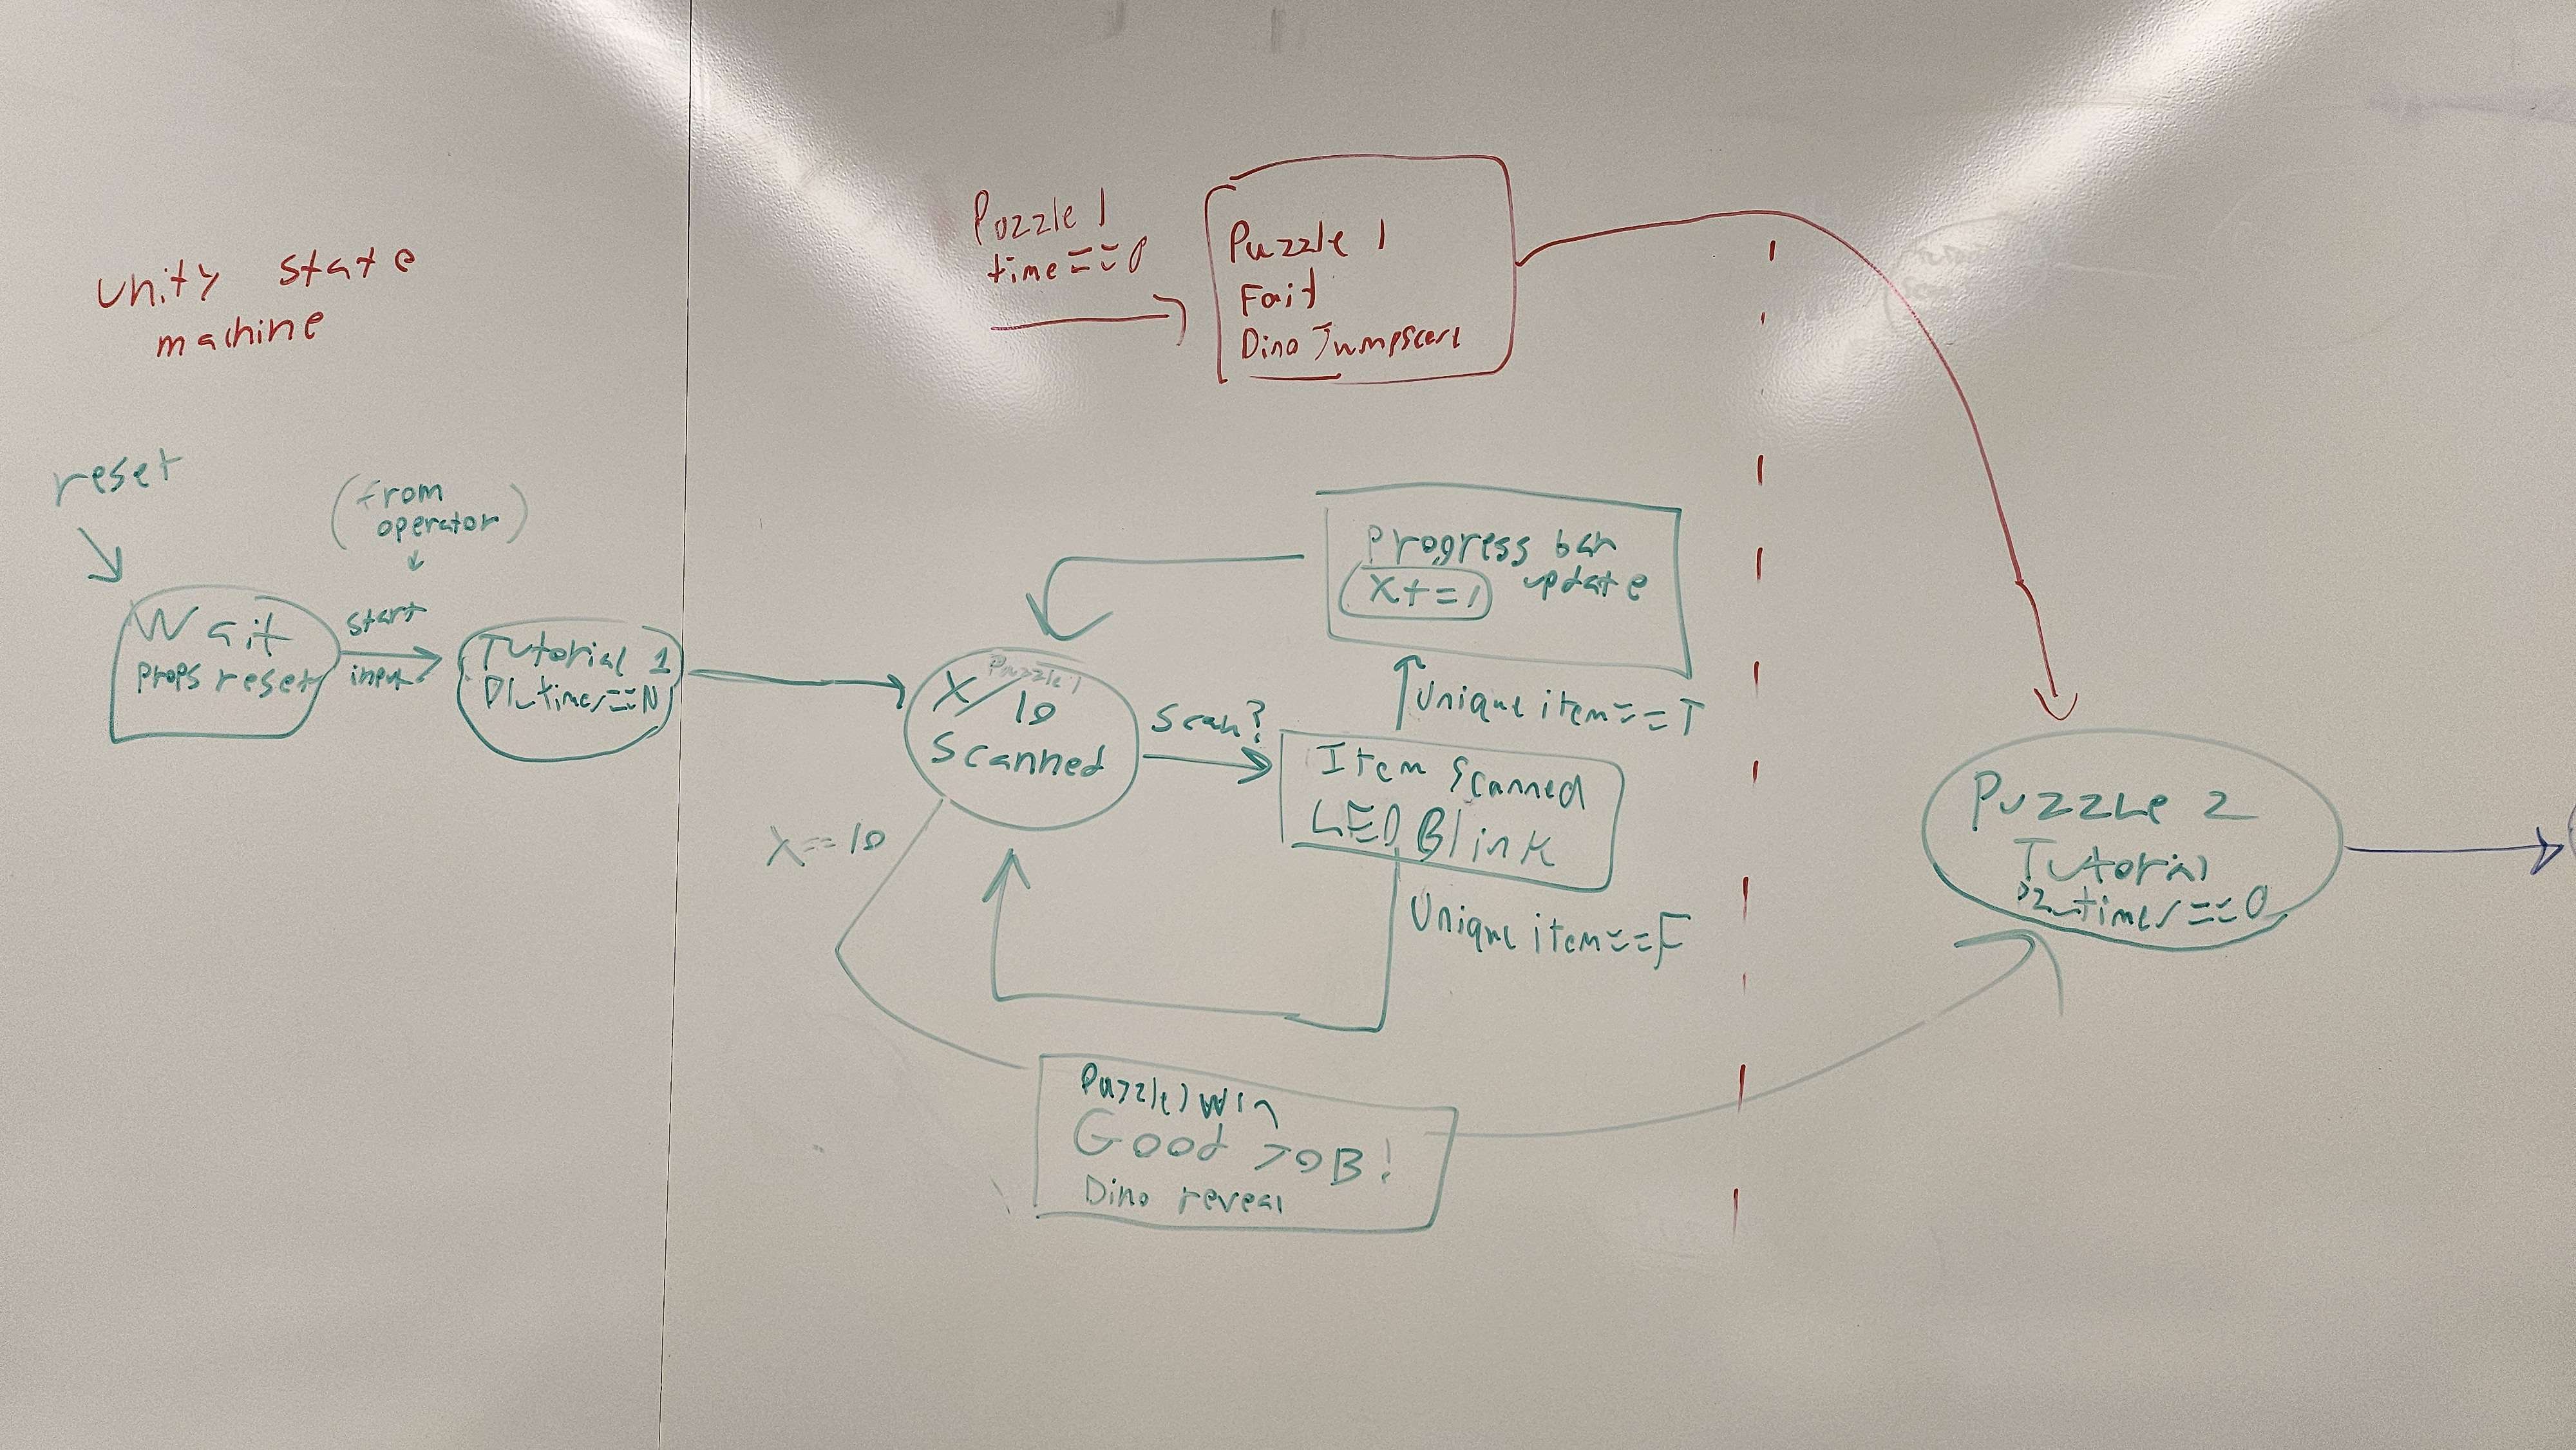 unity state
machine
reset
(from
operator)
Wait
Props reset
start
input
Tutorial 1
P1_timer==N
Puzzle 1
time==0
Puzzle 1
Fail
Dino Jumpscare
Progress bar
update
X+=1
Unique item==T
Puzzle 1
X/10
Scanned
Scan?
Item Scanned
LED Blink
Unique item==F
X==10
Puzzle 1 Win
Good JOB!
Dino reveal
Puzzle 2
Tutorial
P2_timer==0